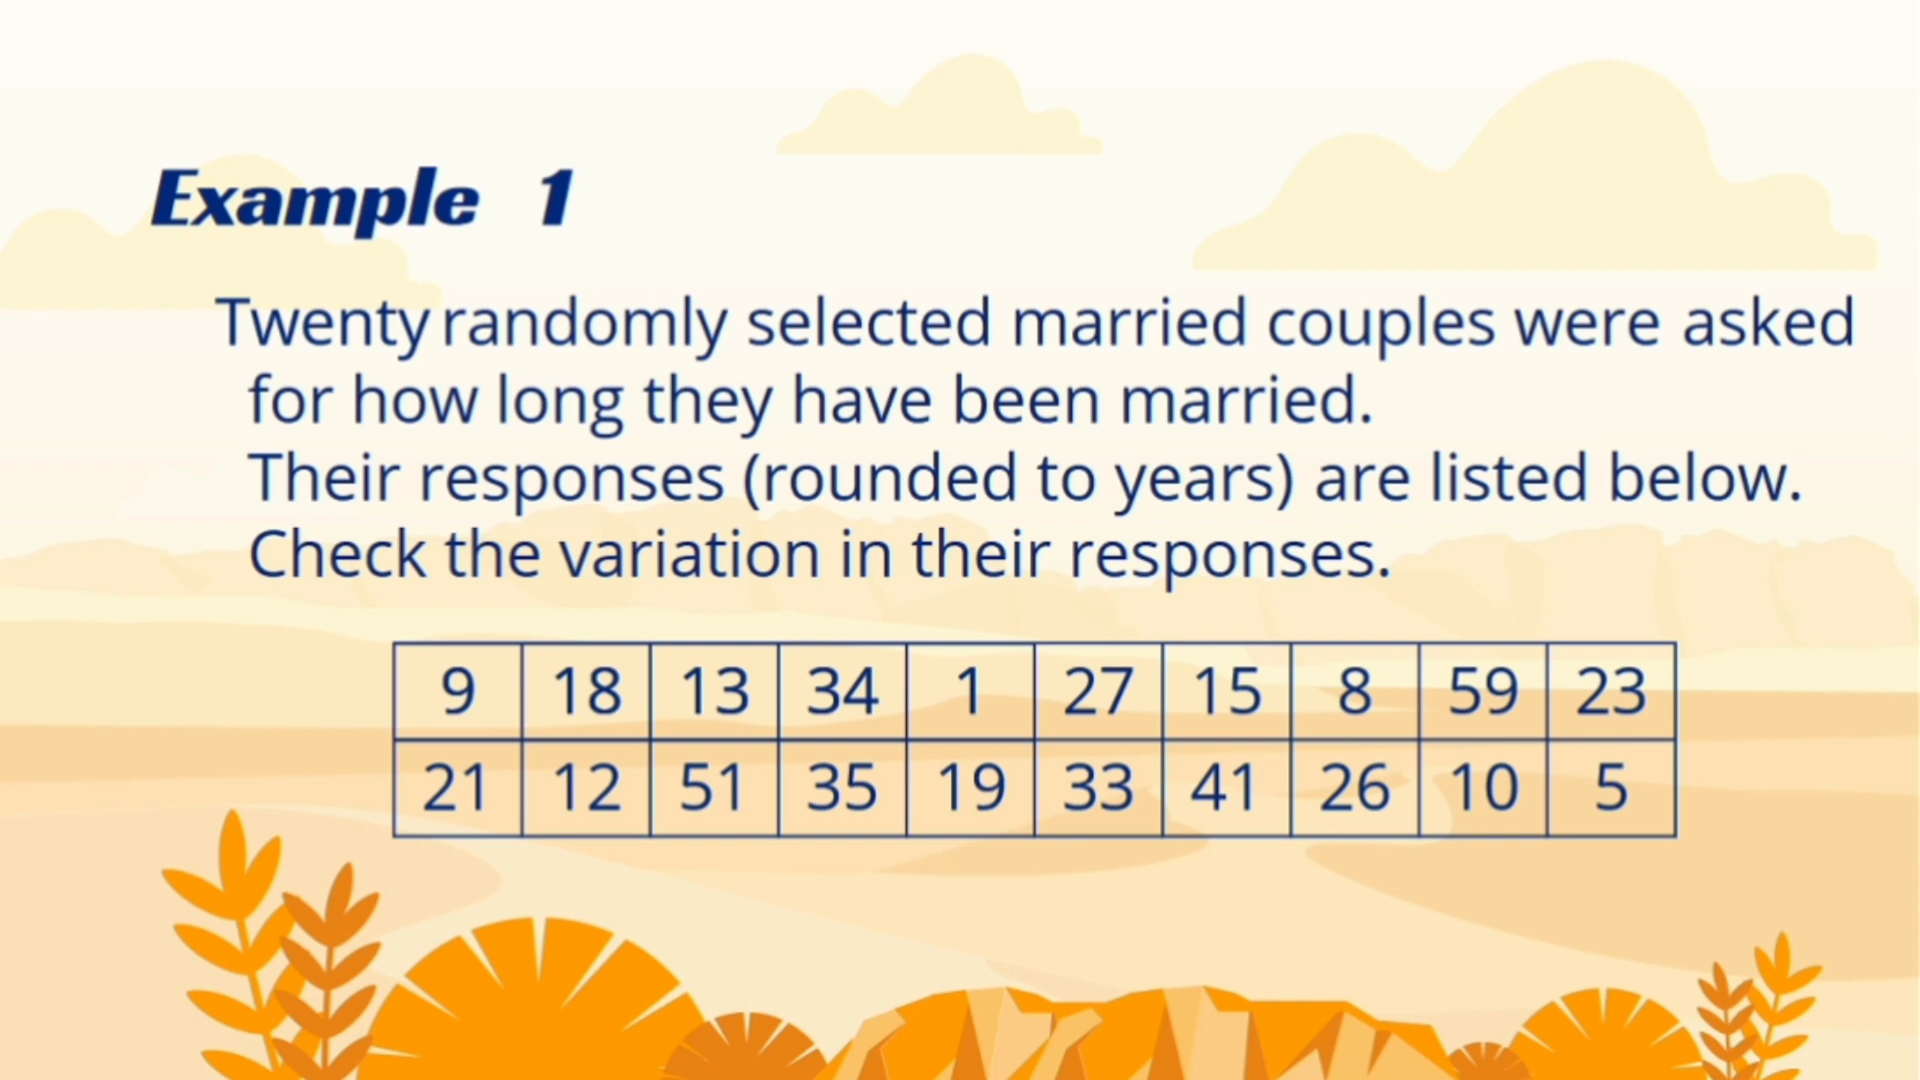 Example 1
Twenty randomly selected married couples were asked
for how long they have been married.
Their responses (rounded to years) are listed below.
Check the variation in their responses.
9 18 13 34 1 27 15 8 59 23
21 12 51 35 19 33 41 26 10 5